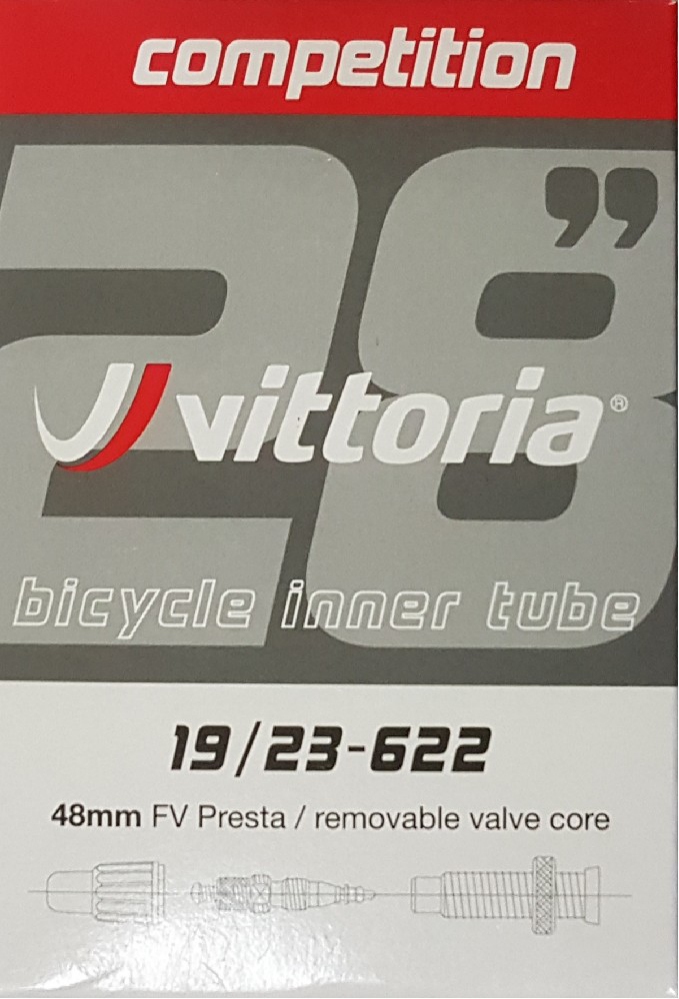 competition
28”
vittoria®
bicycle inner tube
19/23-622
48mm FV Presta / removable valve core